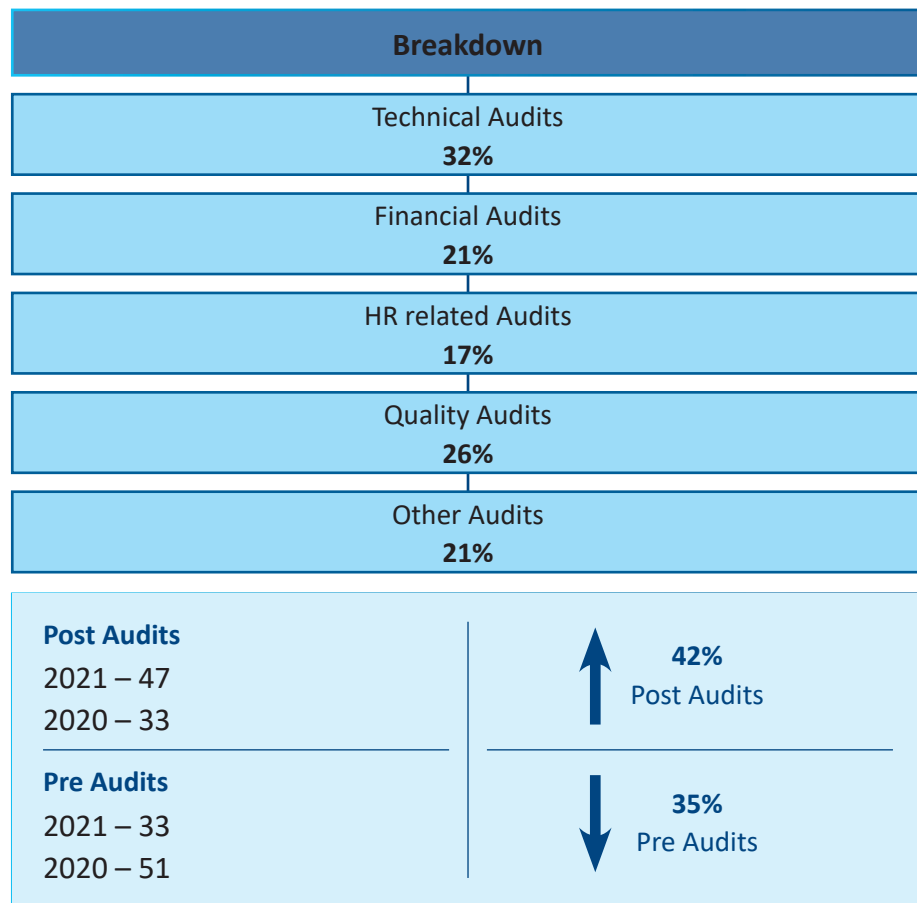 Breakdown
Technical Audits
32%
Financial Audits
21%
HR related Audits
17%
Quality Audits
26%
Other Audits
21%
Post Audits
2021 – 47
2020 – 33
42%
Post Audits
Pre Audits
2021 – 33
2020 – 51
35%
Pre Audits